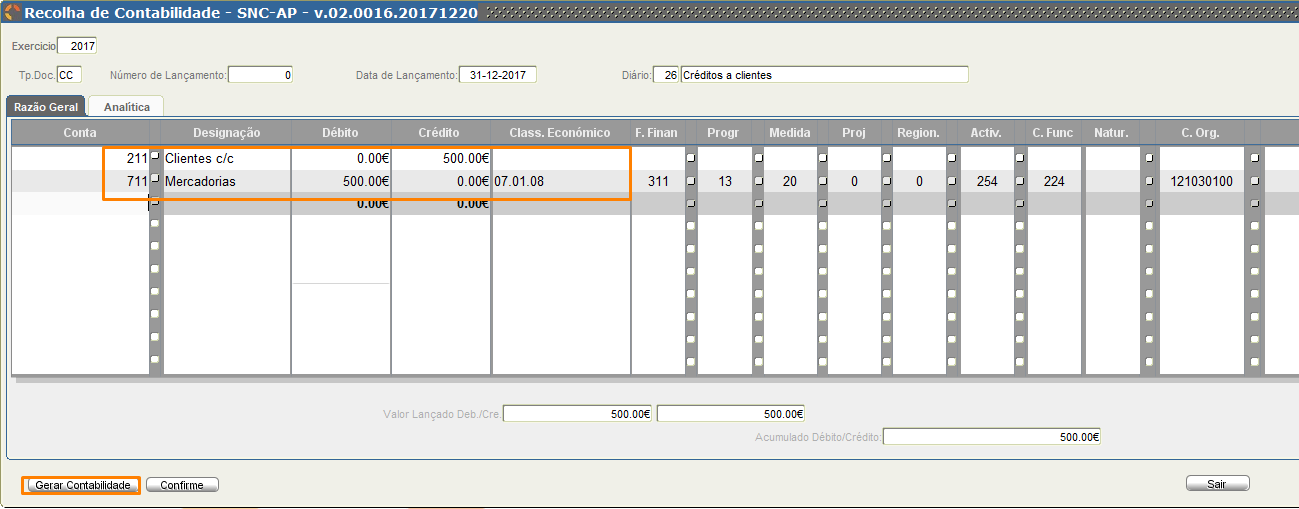 Recolha de Contabilidade - SNC-AP - v.02.0016.20171220
Exercicio 2017
Tp.Doc. CC Número de Lançamento: 0 Data de Lançamento: 31-12-2017 Diário: 26 Créditos a clientes
Razão Geral Analítica
Conta Designação Débito Crédito Class. Económico F. Finan Progr Medida Proj Region. Activ. C. Func Natur. C. Org.
211 Clientes c/c 0.00€ 500.00€
711 Mercadorias 500.00€ 0.00€ 07.01.08 311 13 20 0 0 254 224 121030100
0.00€ 0.00€
Valor Lançado Deb./Cre. 500.00€ 500.00€
Acumulado Débito/Crédito: 500.00€
Gerar Contabilidade Confirme Sair